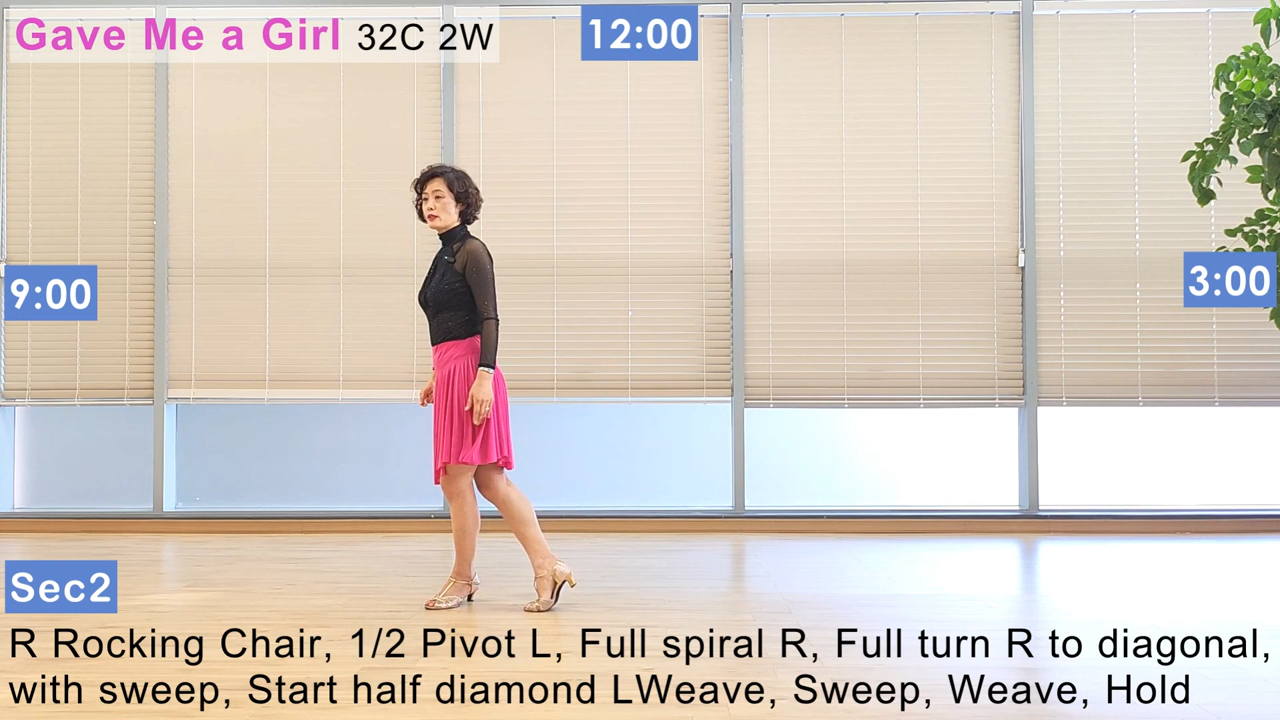 Gave Me a Girl 32C 2W
12:00
9:00
3:00
Sec2
R Rocking Chair, 1/2 Pivot L, Full spiral R, Full turn R to diagonal,
with sweep, Start half diamond LWeave, Sweep, Weave, Hold